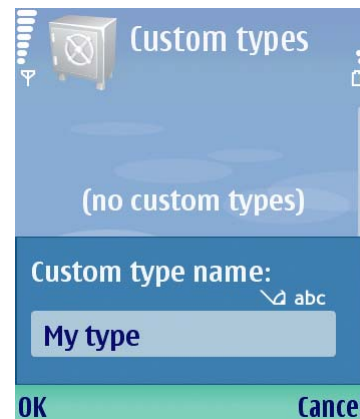 Custom types
(no custom types)
Custom type name:
abc
My type
OK Cance